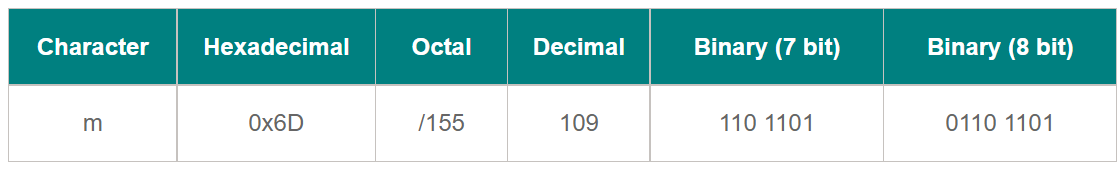 Character Hexadecimal Octal Decimal Binary (7 bit) Binary (8 bit)
m 0x6D /155 109 110 1101 0110 1101